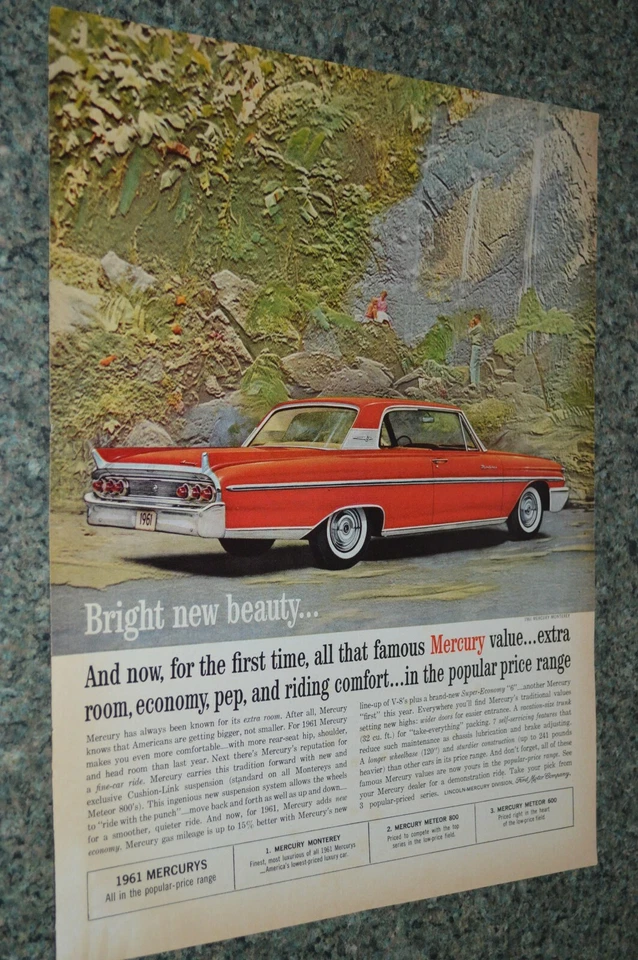 1961
Bright new beauty...
1961 MERCURY MONTEREY
And now, for the first time, all that famous Mercury value...extra
room, economy, pep, and riding comfort...in the popular price range
Mercury has always been known for its extra room. After all, Mercury
knows that Americans are getting bigger, not smaller. For 1961 Mercury
makes you even more comfortable...with more rear-seat hip, shoulder,
and head room than last year. Next there's Mercury's reputation for
a fine-car ride. Mercury carries this tradition forward with new and
exclusive Cushion-Link suspension (standard on all Montereys and
Meteor 800's). This ingenious new suspension system allows the wheels
to "ride with the punch"...move back and forth as well as up and down...
for a smoother, quieter ride. And now, for 1961, Mercury adds new
economy. Mercury gas mileage is up to 15% better with Mercury's new
line-up of V-8's plus a brand-new Super-Economy "6"...another Mercury
"first" this year. Everywhere you'll find Mercury's traditional values
setting new highs: wider doors for easier entrance. A vacation-size trunk
(32 cu. ft.) for "take-everything" packing. 7 self-servicing features that
reduce such maintenance as chassis lubrication and brake adjusting.
A longer wheelbase (120") and sturdier construction (up to 241 pounds
heavier) than other cars in its price range. And don't forget, all of these
famous Mercury values are now yours in the popular-price range. See
your Mercury dealer for a demonstration ride. Take your pick from
3 popular-priced series. LINCOLN-MERCURY DIVISION, Ford Motor Company,
1961 MERCURYS
All in the popular-price range
1. MERCURY MONTEREY
Finest, most luxurious of all 1961 Mercurys
—America's lowest-priced luxury car.
2. MERCURY METEOR 800
Priced to compete with the top
series in the low-price field.
3. MERCURY METEOR 600
Priced right in the heart
of the low-price field.